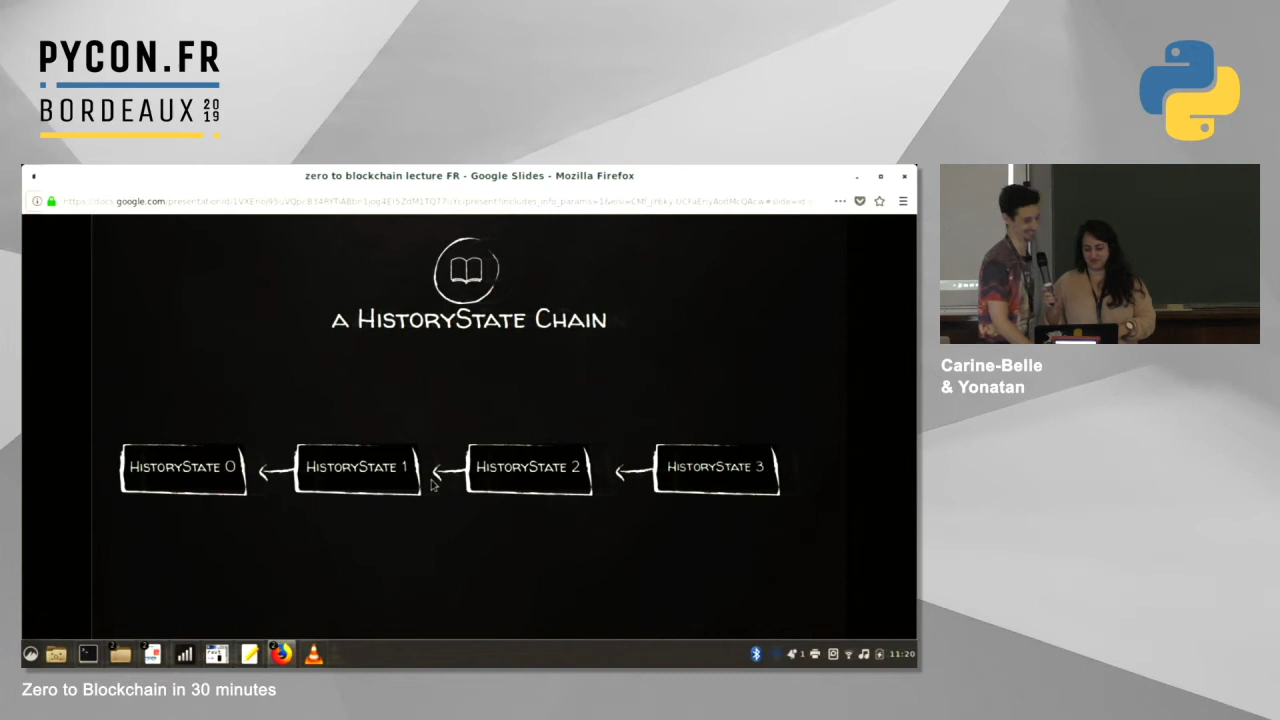 PYCON.FR
BORDEAUX 2019
zero to blockchain lecture FR - Google Slides - Mozilla Firefox
A HISTORYSTATE CHAIN
HISTORYSTATE 0
HISTORYSTATE 1
HISTORYSTATE 2
HISTORYSTATE 3
11:20
Carine-Belle
& Yonatan
Zero to Blockchain in 30 minutes